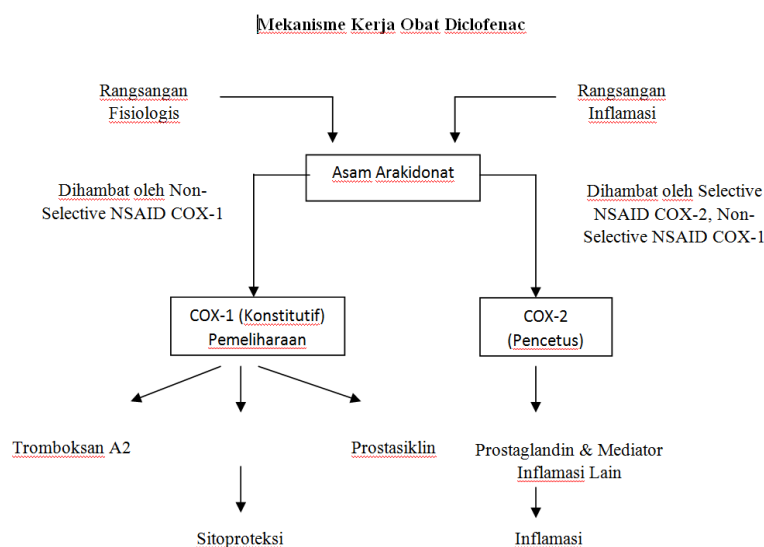 Mekanisme Kerja Obat Diclofenac
Rangsangan
Fisiologis
Rangsangan
Inflamasi
Asam Arakidonat
Dihambat oleh Non-
Selective NSAID COX-1
Dihambat oleh Selective
NSAID COX-2, Non-
Selective NSAID COX-1
COX-1 (Konstitutif)
Pemeliharaan
COX-2
(Pencetus)
Tromboksan A2
Prostasiklin
Prostaglandin & Mediator
Inflamasi Lain
Sitoproteksi
Inflamasi